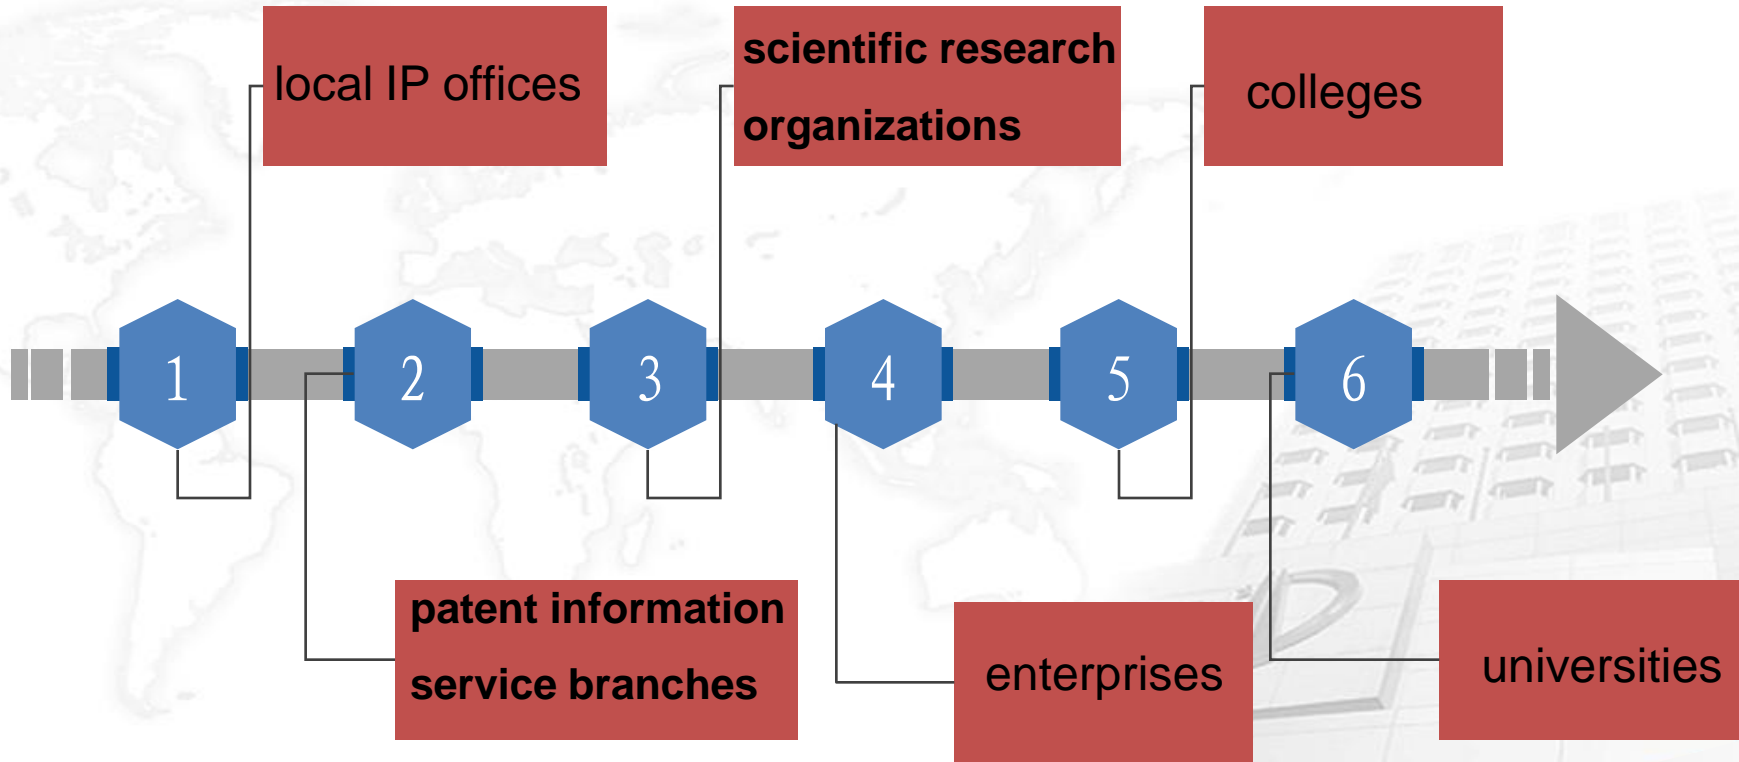 local IP offices
scientific research
organizations
colleges
1
2
3
4
5
6
patent information
service branches
enterprises
universities